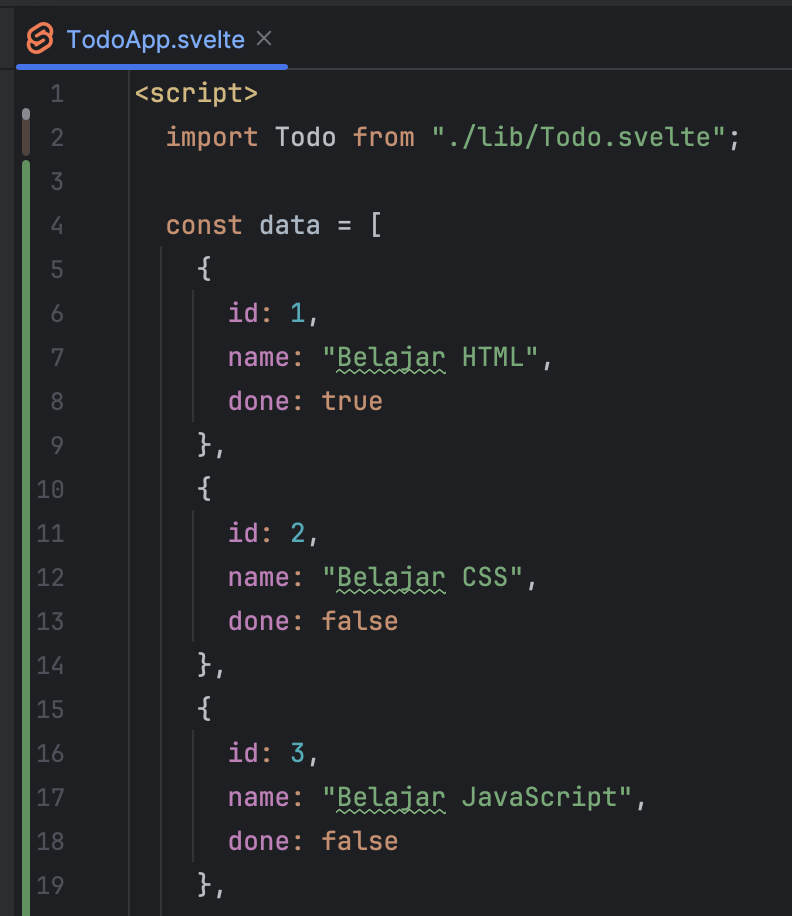 TodoApp.svelte
1 <script>
2 import Todo from "./lib/Todo.svelte";
3
4 const data = [
5 {
6 id: 1,
7 name: "Belajar HTML",
8 done: true
9 },
10 {
11 id: 2,
12 name: "Belajar CSS",
13 done: false
14 },
15 {
16 id: 3,
17 name: "Belajar JavaScript",
18 done: false
19 },